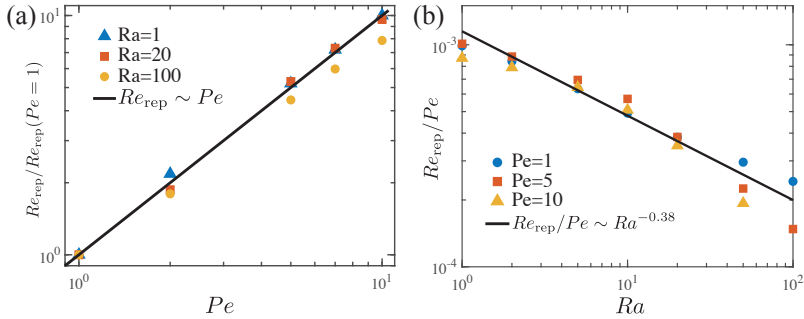 (a)
Re_rep/Re_rep(Pe = 1)
10^1
10^0
Ra=1
Ra=20
Ra=100
Re_rep ∼ Pe
10^0
10^1
Pe
(b)
Re_rep/Pe
10^-3
10^-4
Pe=1
Pe=5
Pe=10
Re_rep/Pe ∼ Ra^-0.38
10^0
10^1
10^2
Ra